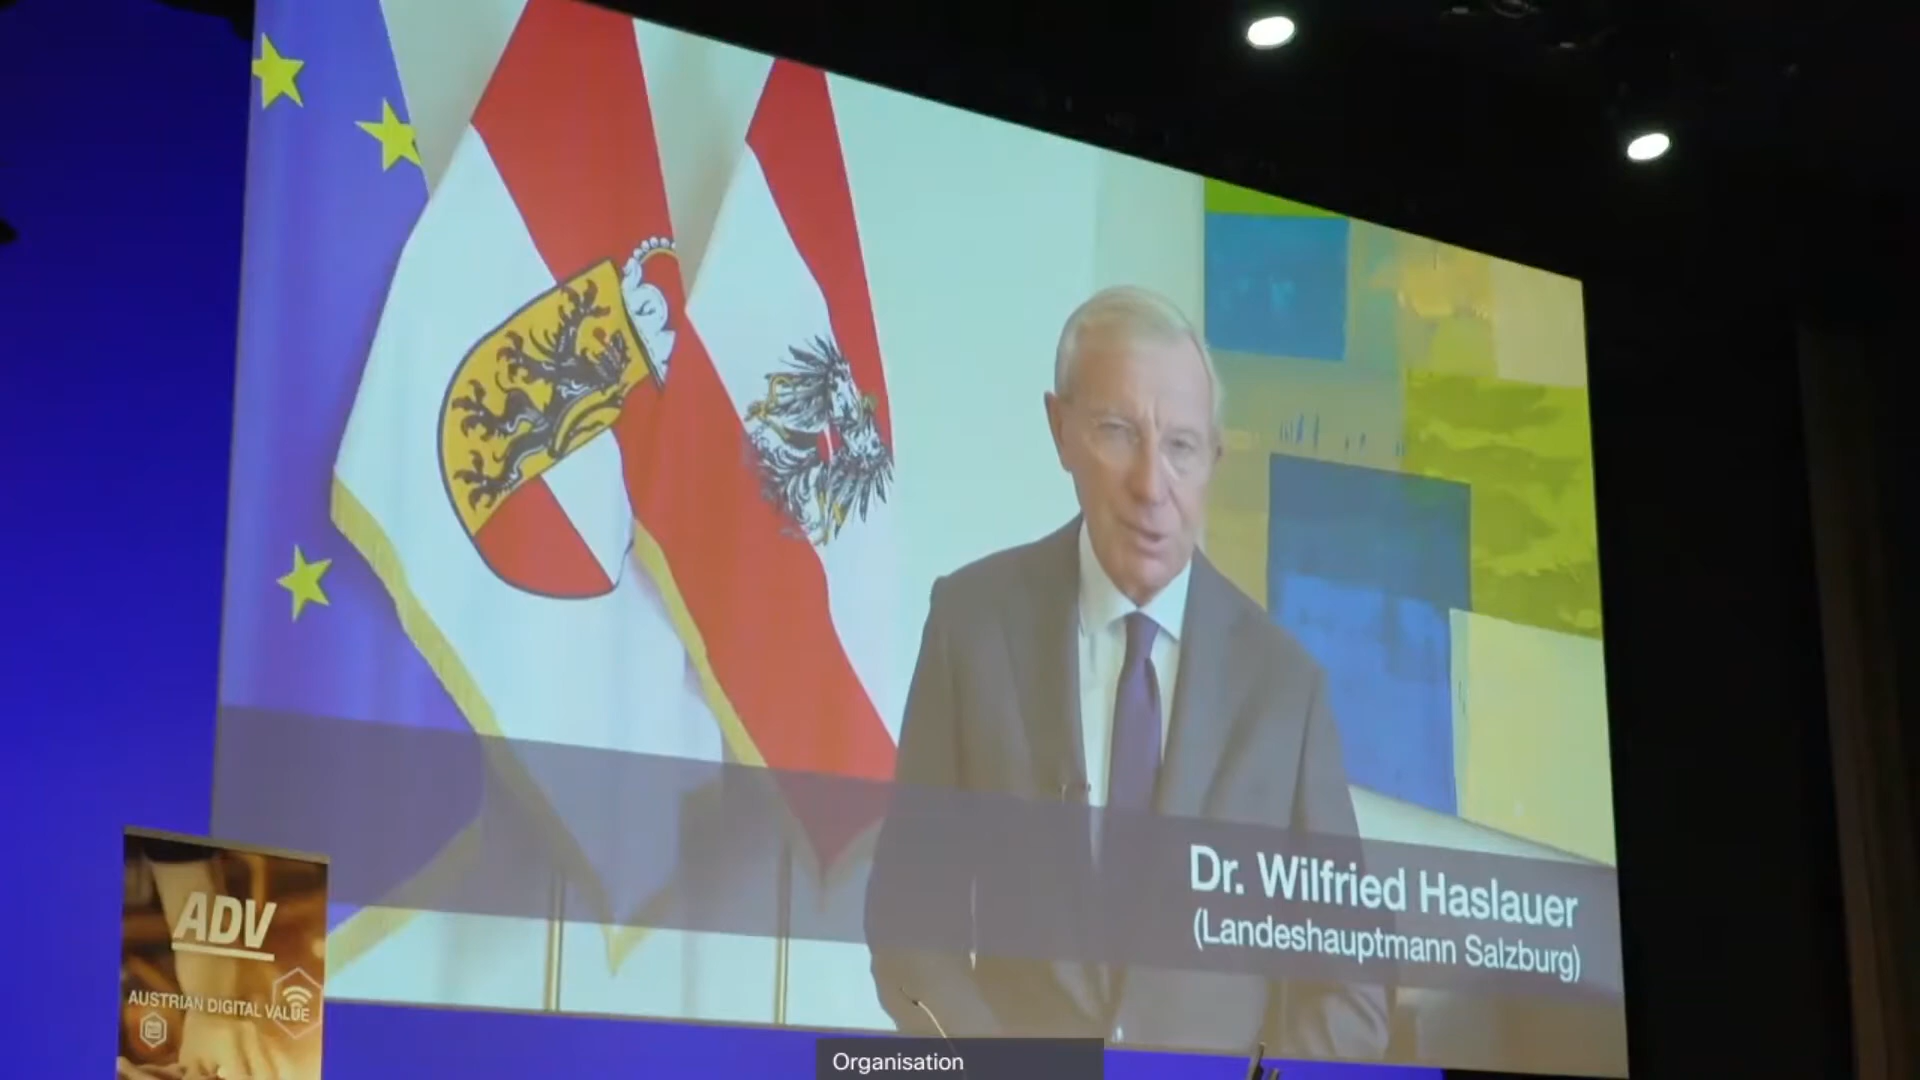 Dr. Wilfried Haslauer
(Landeshauptmann Salzburg)
ADV
AUSTRIAN DIGITAL VALUE
Organisation